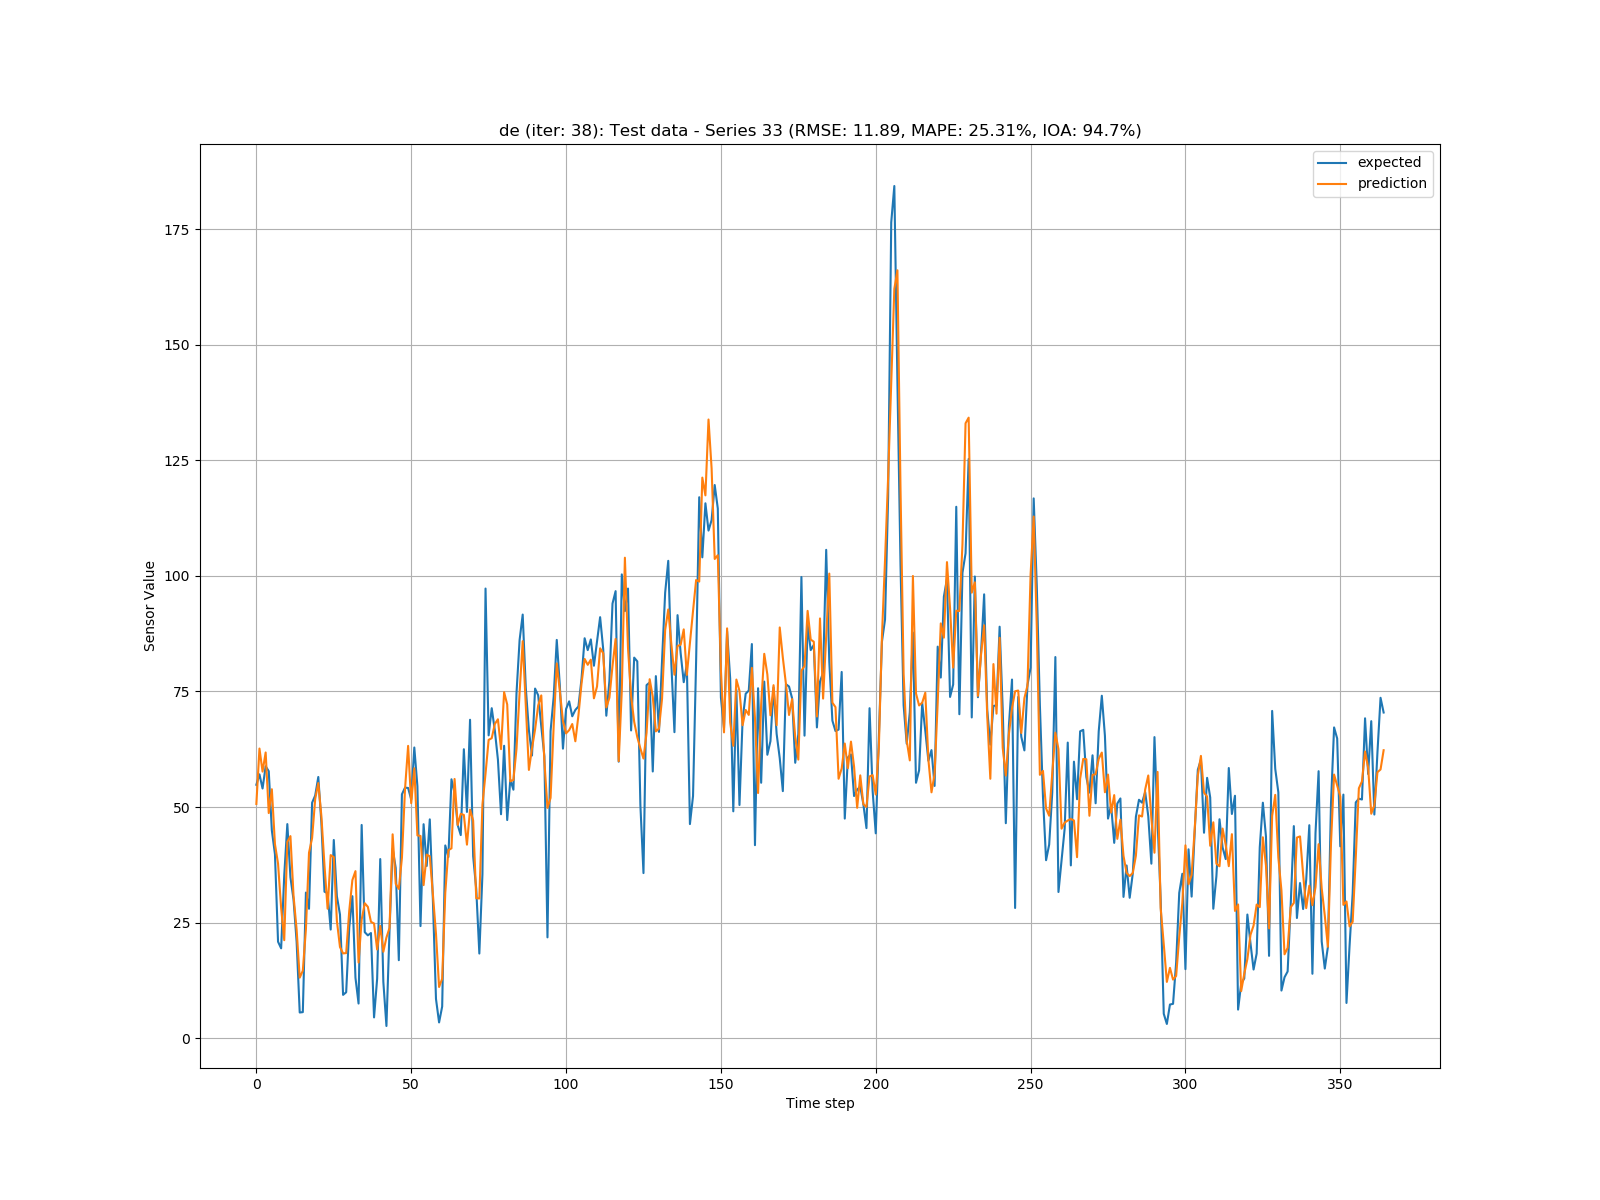 de (iter: 38): Test data - Series 33 (RMSE: 11.89, MAPE: 25.31%, IOA: 94.7%)
expected
prediction
175
150
125
100
75
50
25
0
Sensor Value
0 50 100 150 200 250 300 350
Time step